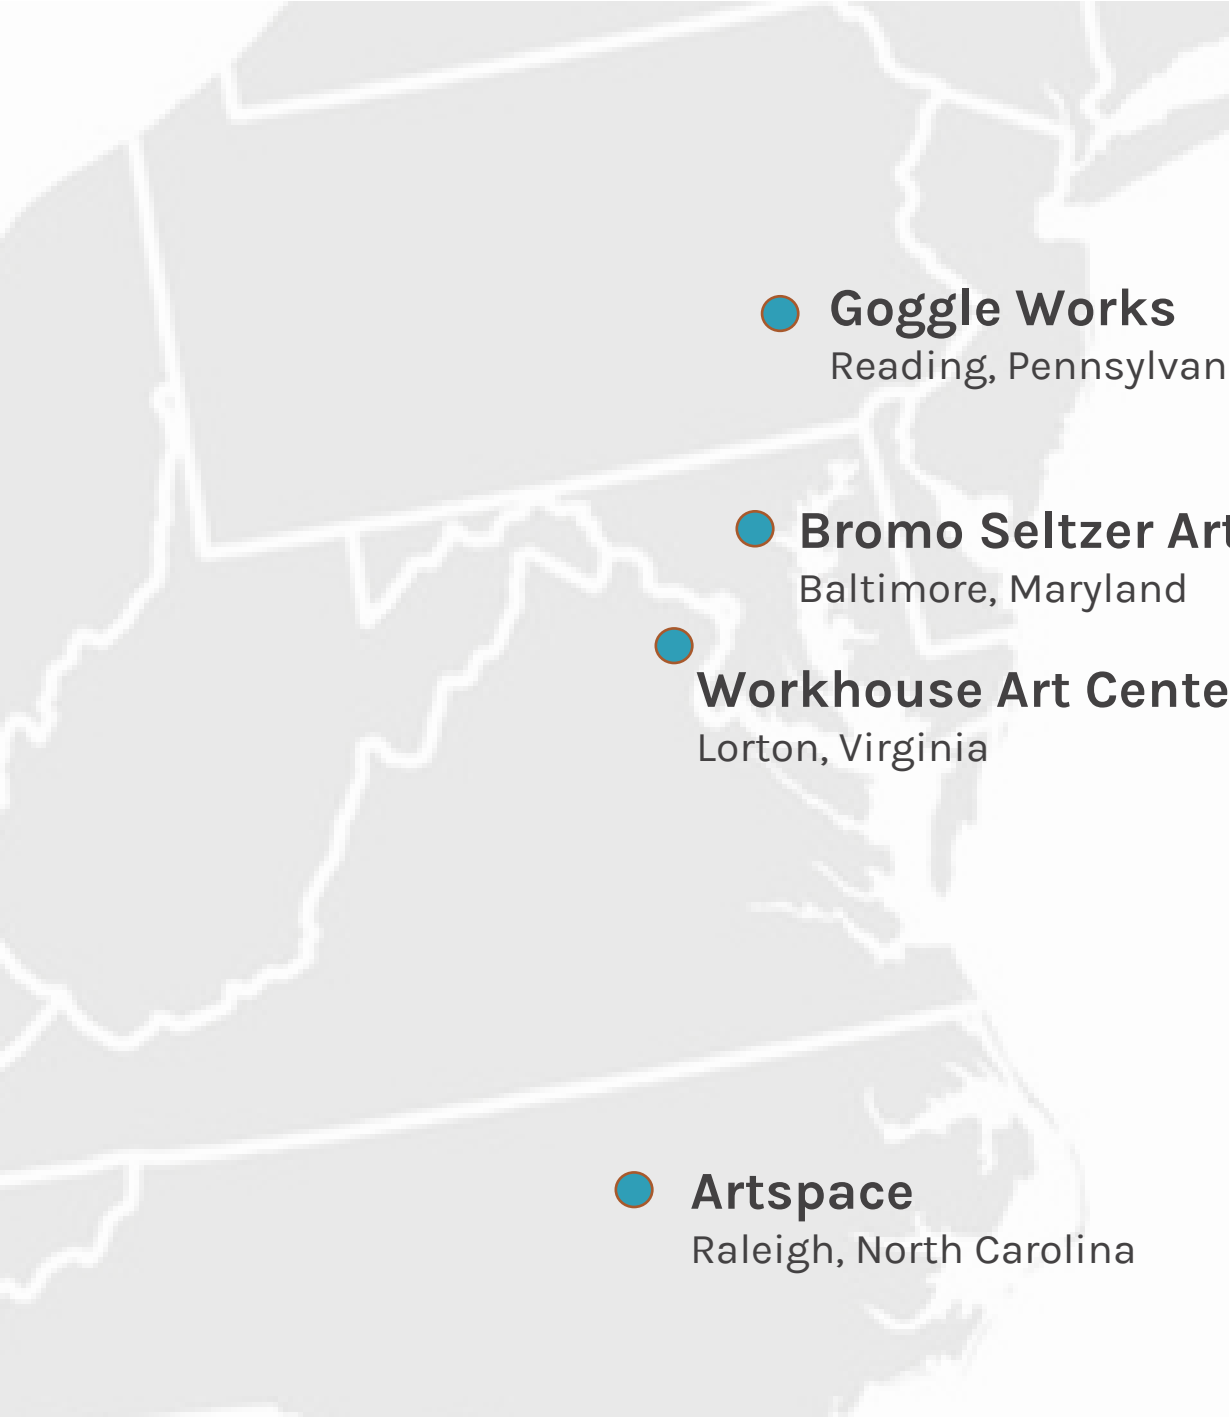 Goggle Works
Reading, Pennsylvan
Bromo Seltzer Art
Baltimore, Maryland
Workhouse Art Cente
Lorton, Virginia
Artspace
Raleigh, North Carolina